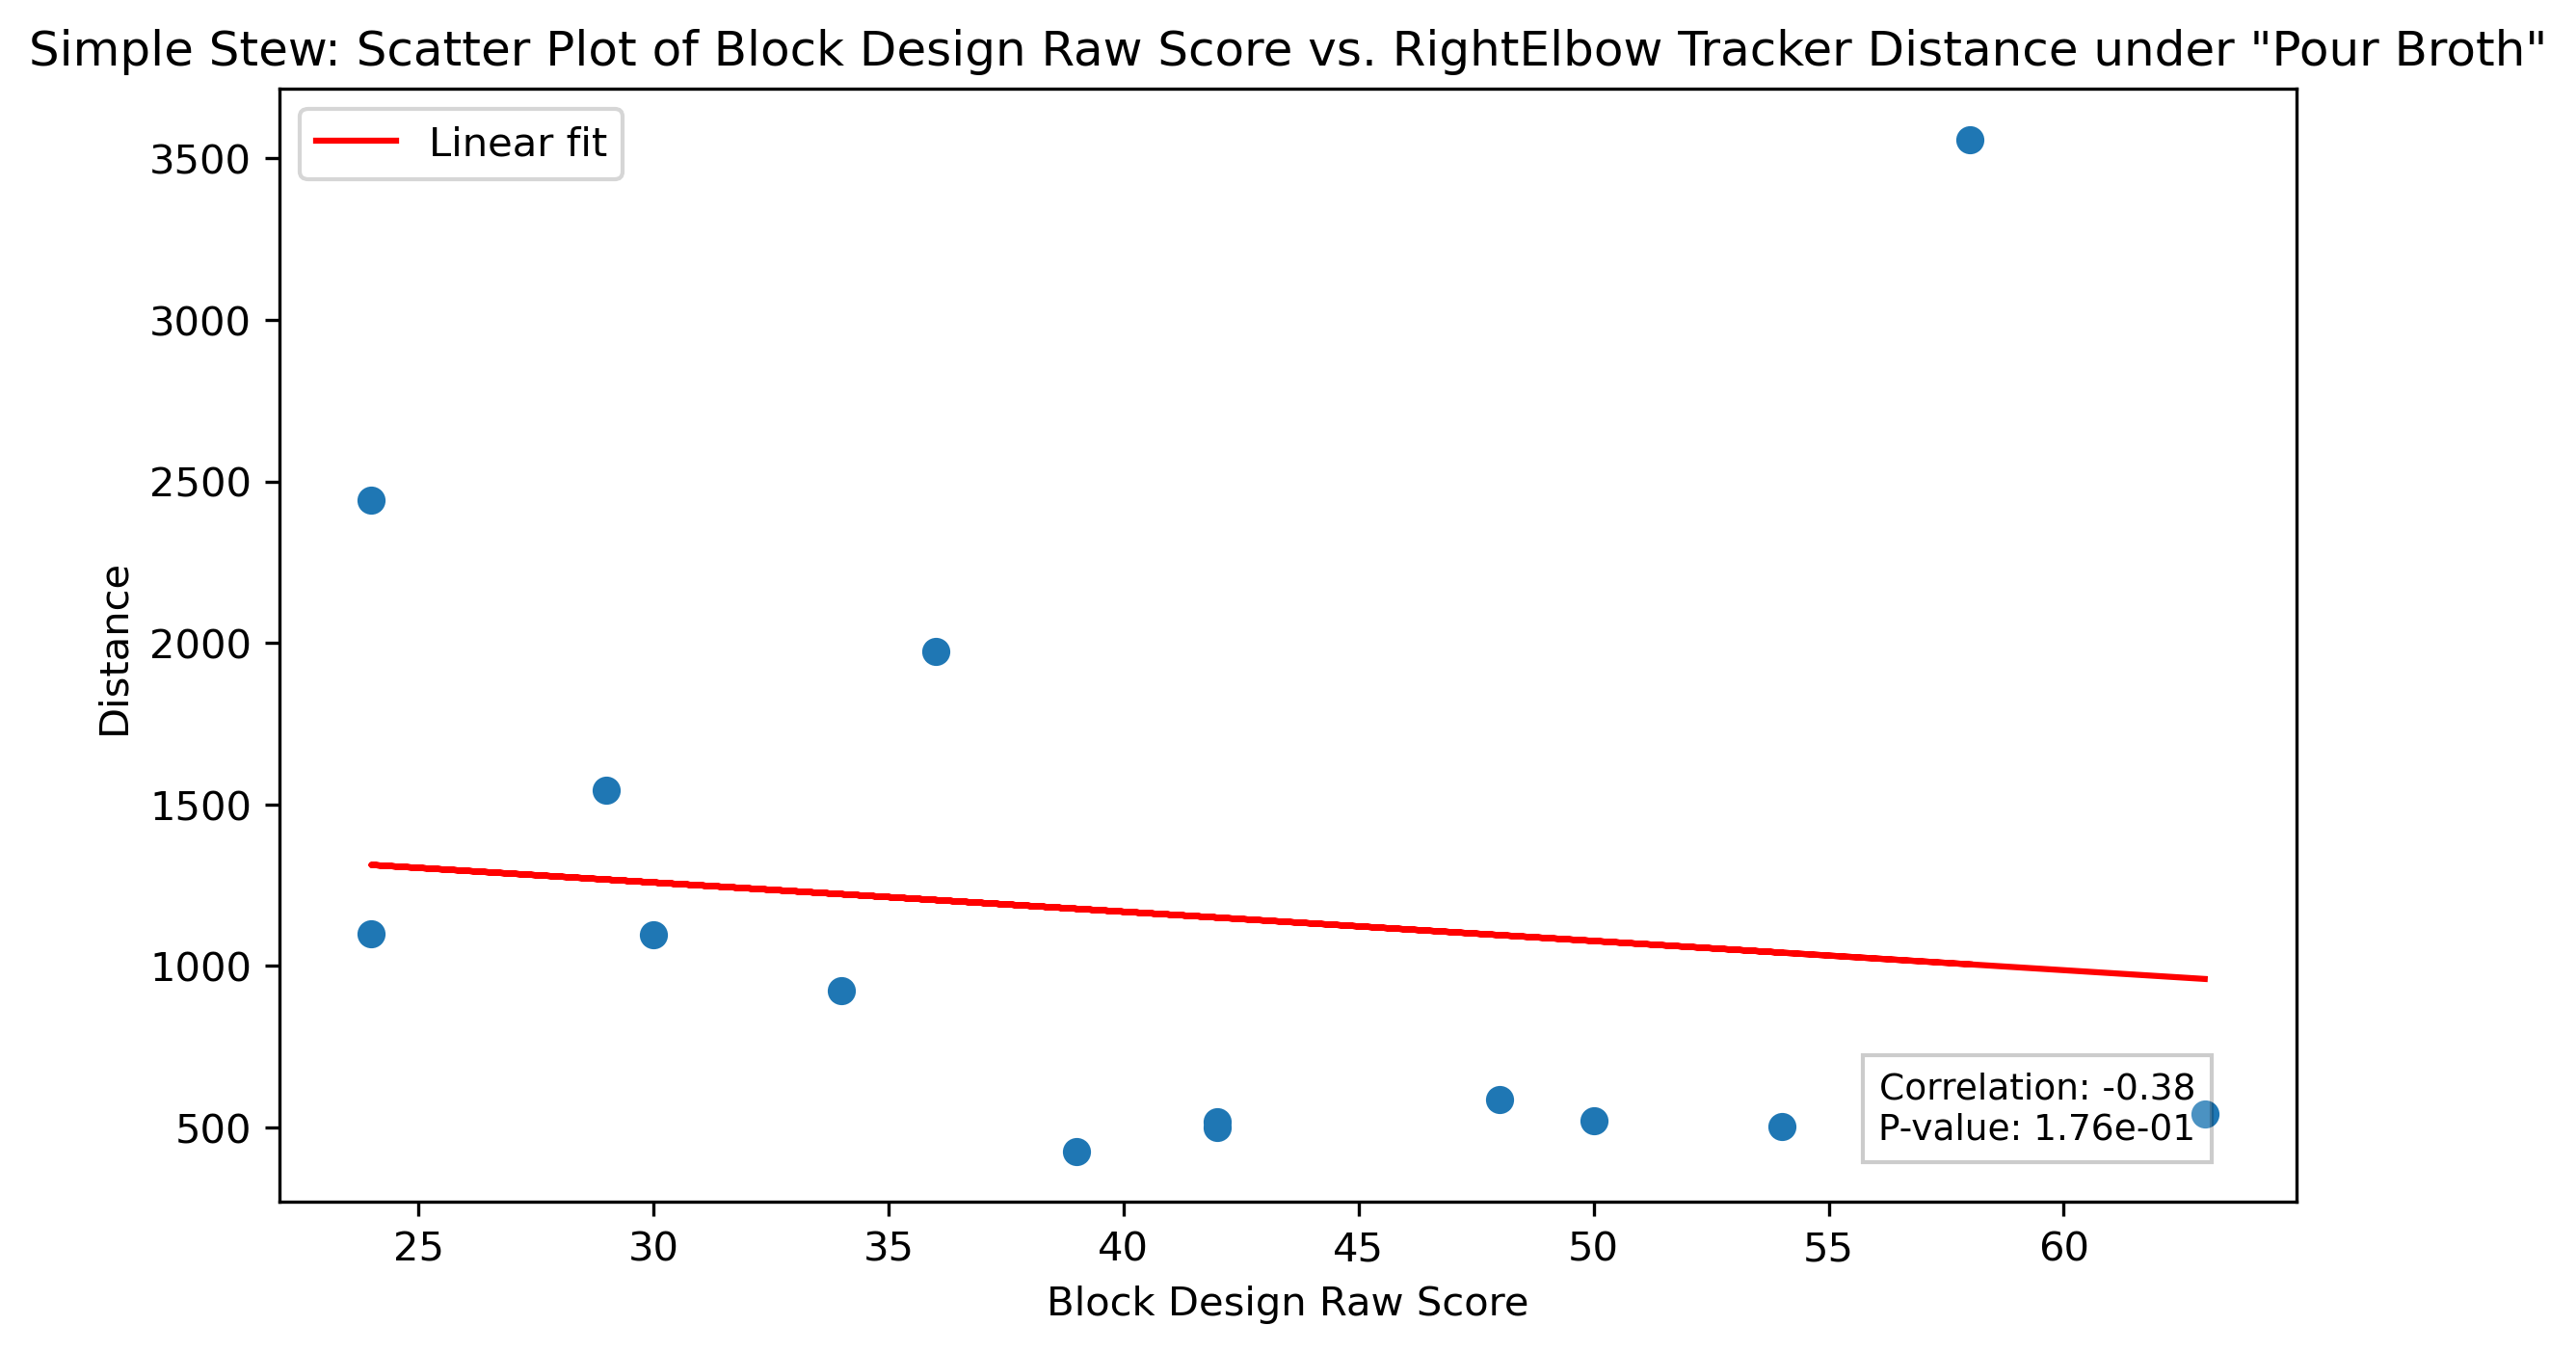 Simple Stew: Scatter Plot of Block Design Raw Score vs. RightElbow Tracker Distance under "Pour Broth"
Linear fit
3500
3000
2500
2000
1500
1000
500
Distance
Correlation: -0.38
P-value: 1.76e-01
25 30 35 40 45 50 55 60
Block Design Raw Score